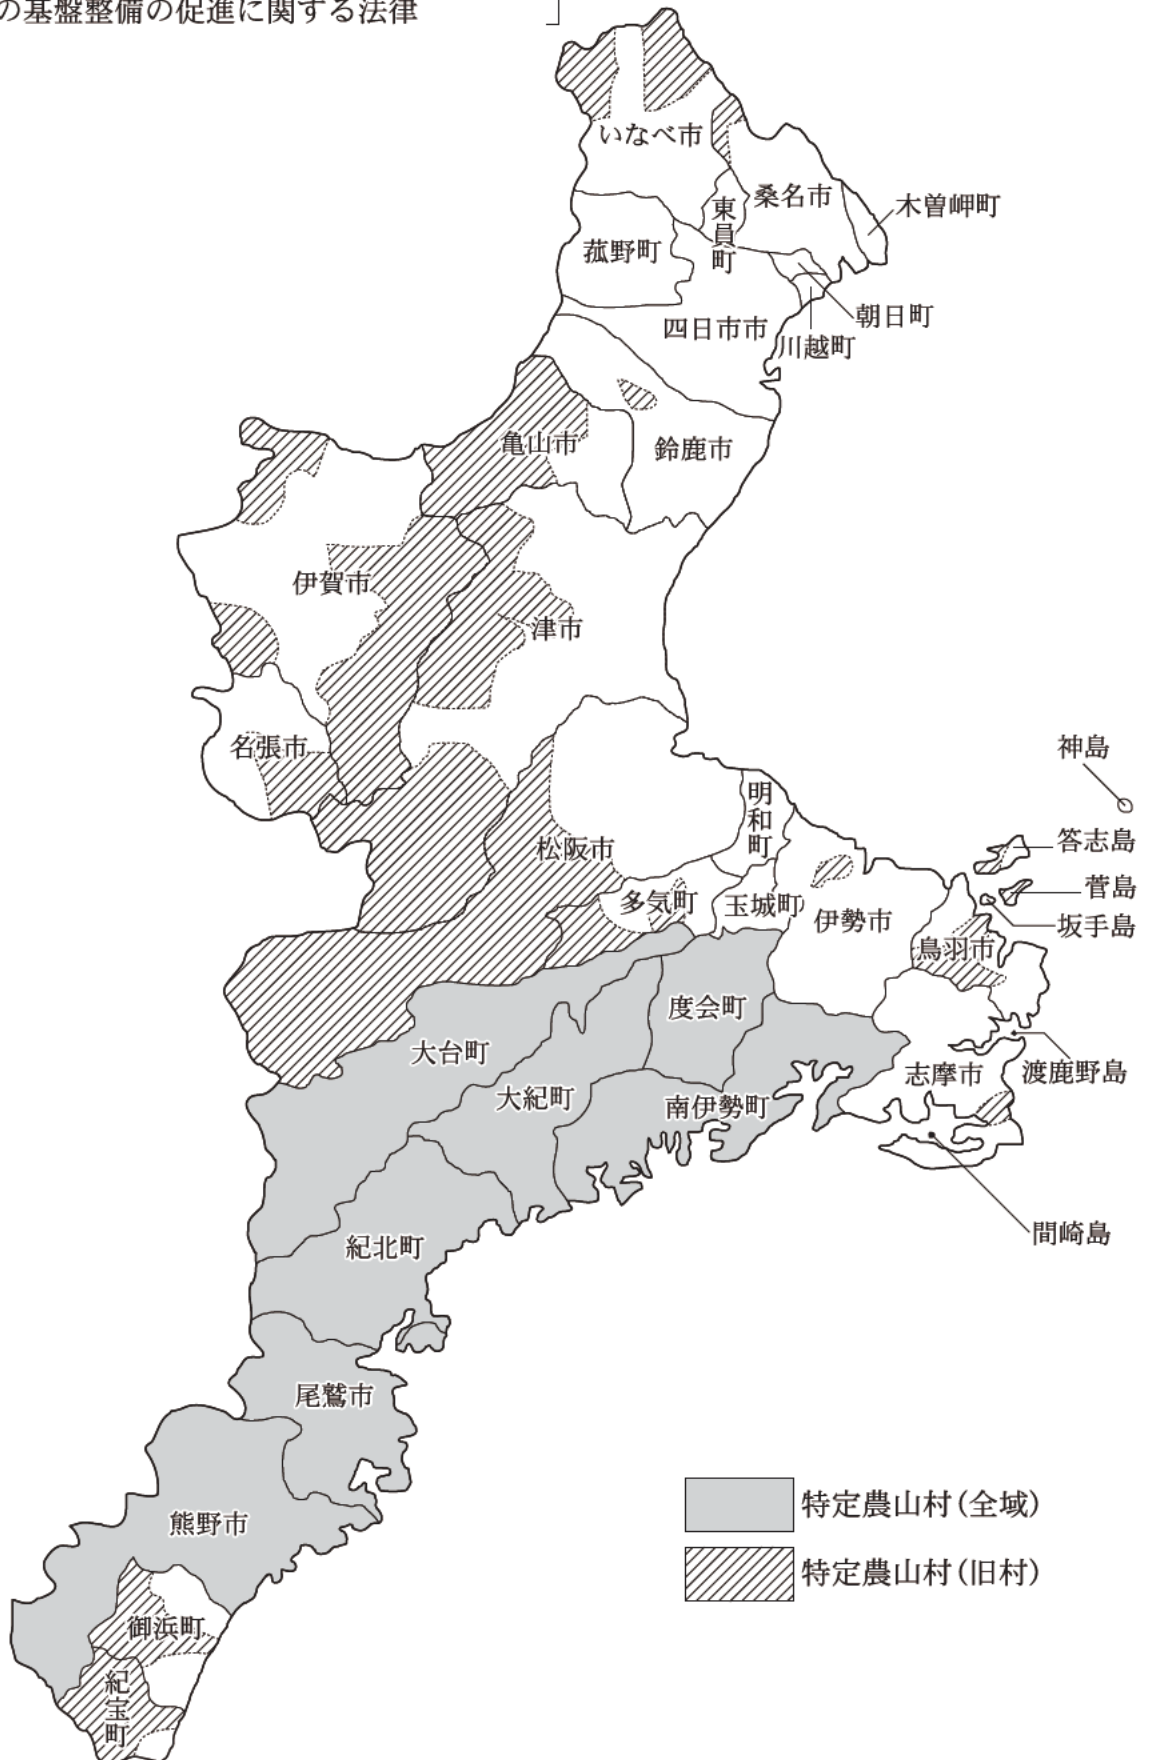 の基盤整備の促進に関する法律
いなべ市
桑名市
木曽岬町
東員町
菰野町
朝日町
四日市市
川越町
亀山市
鈴鹿市
伊賀市
津市
名張市
神島
明和町
答志島
松阪市
菅島
多気町
玉城町
伊勢市
坂手島
鳥羽市
度会町
大台町
志摩市
渡鹿野島
大紀町
南伊勢町
間崎島
紀北町
尾鷲市
特定農山村(全域)
熊野市
特定農山村(旧村)
御浜町
紀宝町